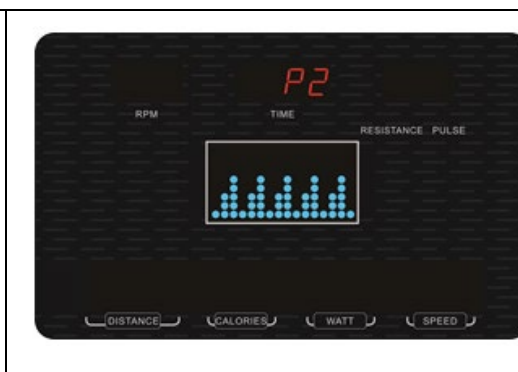 P2
RPM TIME
RESISTANCE PULSE
DISTANCE CALORIES WATT SPEED